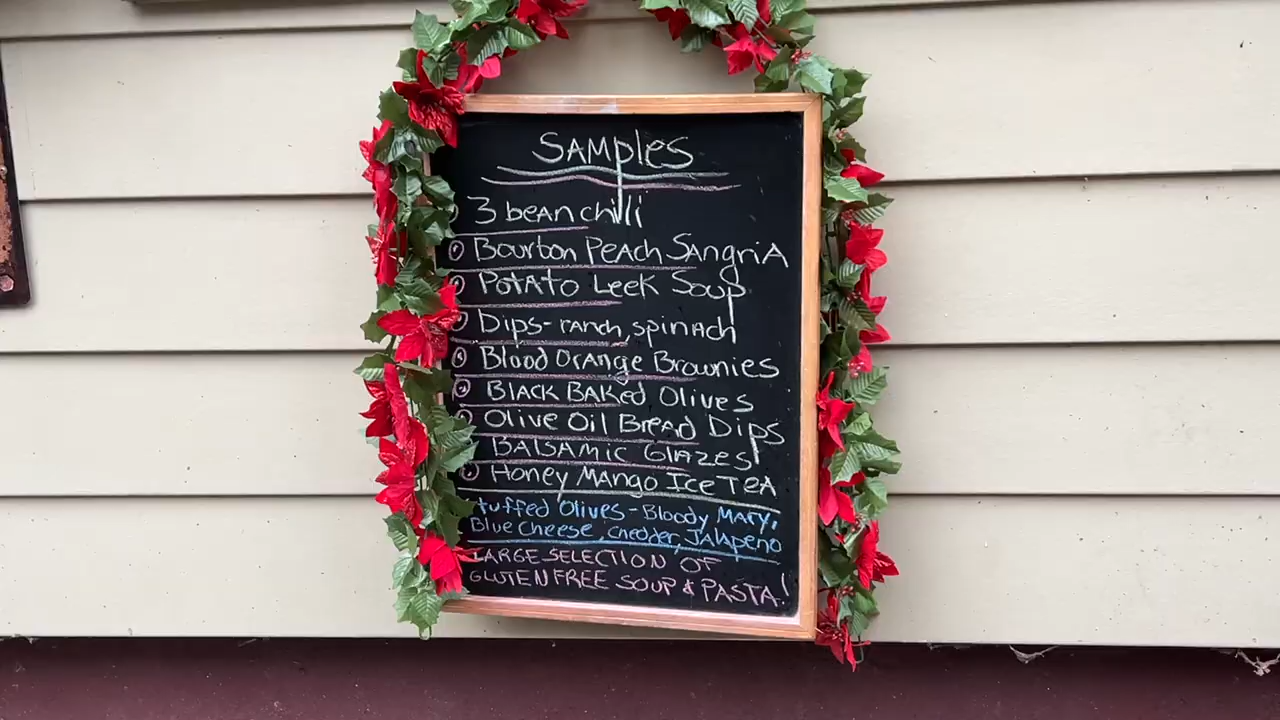 SAMplES
3 beAn chili
Bourbon PEAch SAngriA
PotAto LeeK Soup
Dips- rAnch, spinAch
Blood OrAnge Brownies
BLACK BAKED Olives
Olive Oil BreAd Dips
BALSAMIC GlAzES
Honey MAngo Ice TEA
tuffed Olives - Bloody MAry,
Blue Cheese, chedder, JALApeno
LARGE SELECTION OF
GLUTEN FREE SOUP & PASTA!